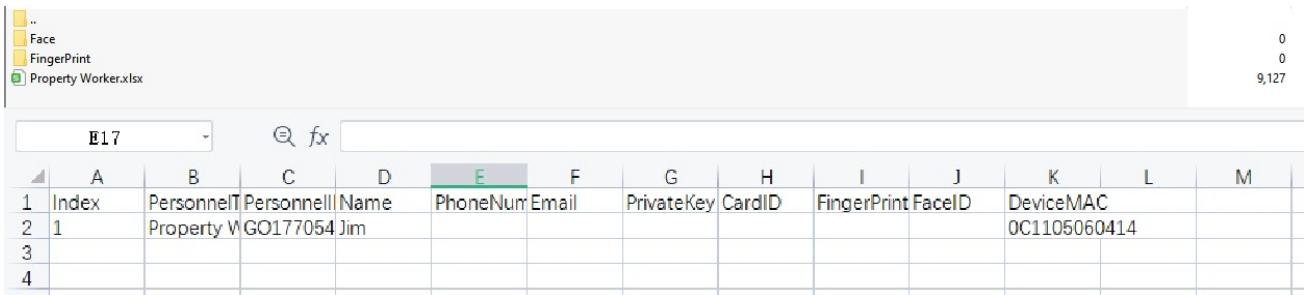 ..
Face 0
FingerPrint 0
Property Worker.xlsx 9,127
E17 fx
A B C D E F G H I J K L M
1 Index PersonnelT PersonnelI Name PhoneNum Email PrivateKey CardID FingerPrint FaceID DeviceMAC
2 1 Property W GO177054 Jim 0C1105060414
3
4